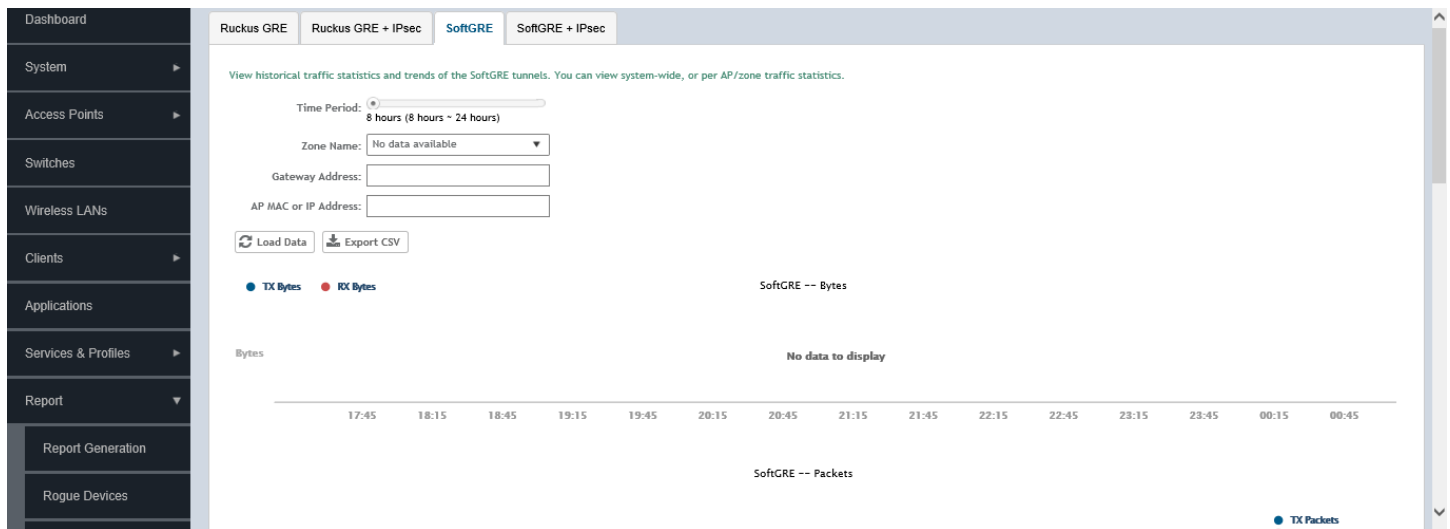 Dashboard
System
Access Points
Switches
Wireless LANs
Clients
Applications
Services & Profiles
Report
Report Generation
Rogue Devices
Ruckus GRE
Ruckus GRE + IPsec
SoftGRE
SoftGRE + IPsec
View historical traffic statistics and trends of the SoftGRE tunnels. You can view system-wide, or per AP/zone traffic statistics.
Time Period:
8 hours (8 hours ~ 24 hours)
Zone Name: No data available
Gateway Address:
AP MAC or IP Address:
Load Data Export CSV
TX Bytes RX Bytes
SoftGRE -- Bytes
Bytes
No data to display
17:45 18:15 18:45 19:15 19:45 20:15 20:45 21:15 21:45 22:15 22:45 23:15 23:45 00:15 00:45
SoftGRE -- Packets
TX Packets